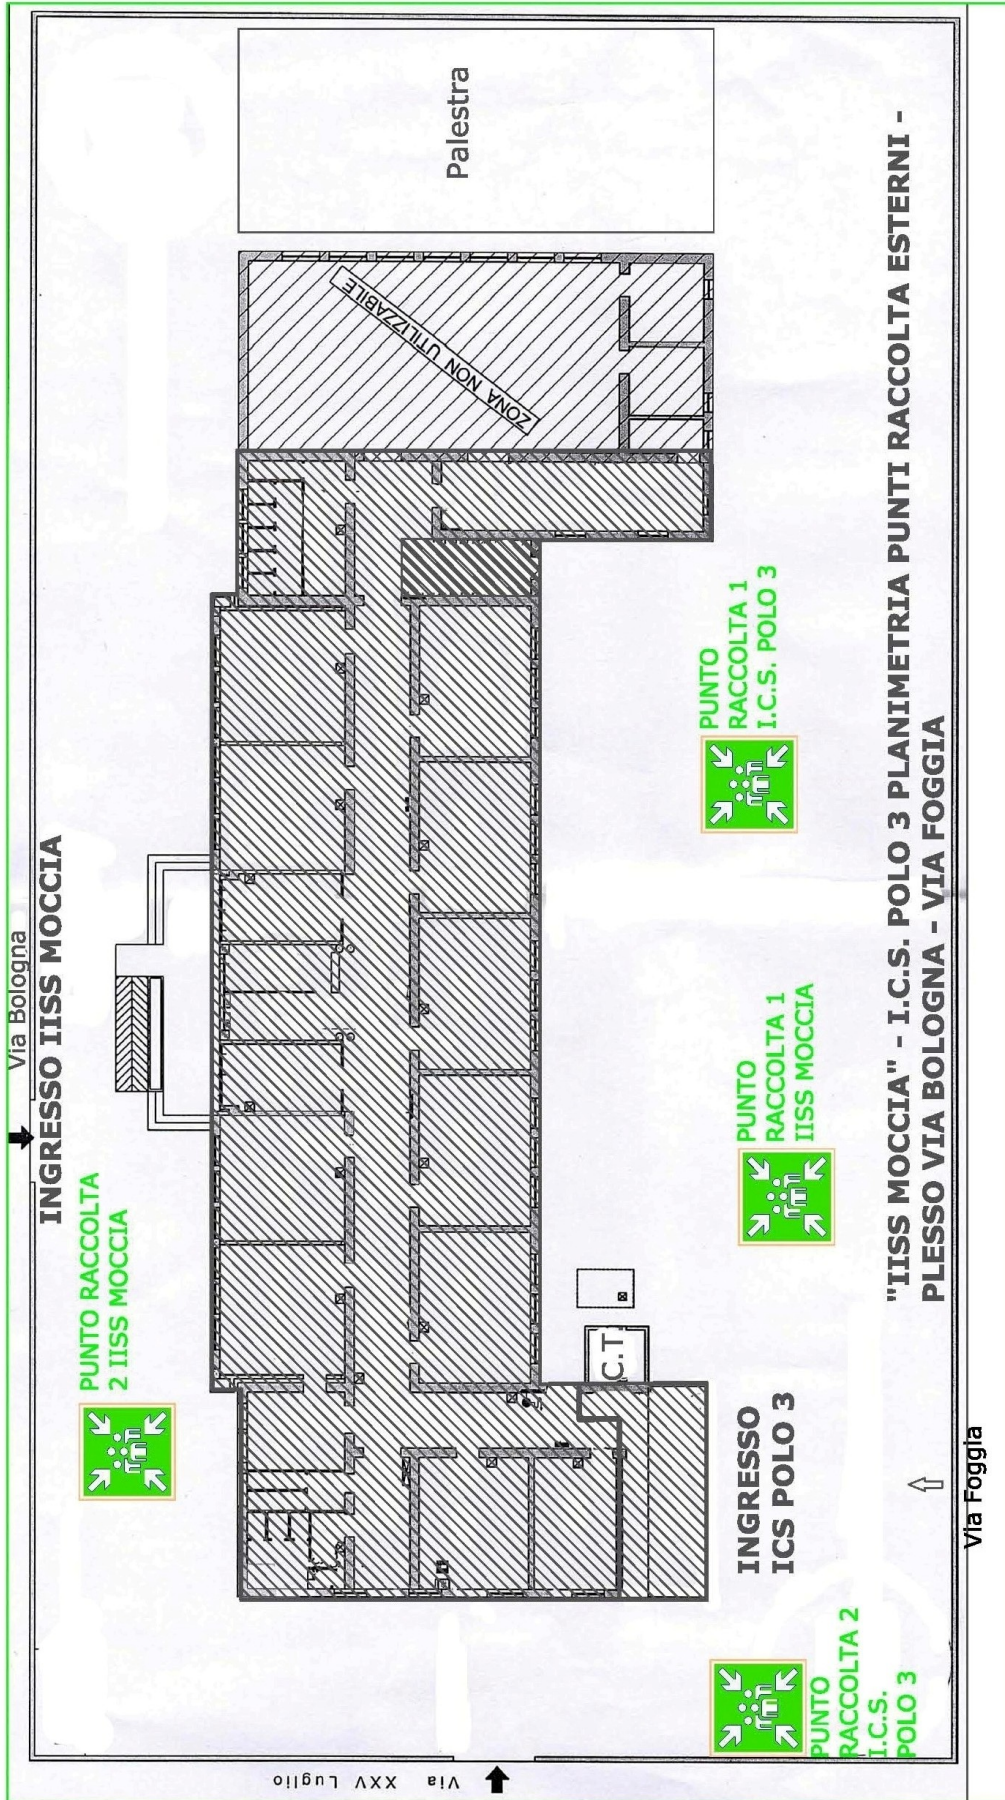 Via Bologna
INGRESSO IISS MOCCIA
PUNTO RACCOLTA
2 IISS MOCCIA
Palestra
ZONA NON UTILIZZABILE
PUNTO
RACCOLTA 1
I.C.S. POLO 3
PUNTO
RACCOLTA 1
IISS MOCCIA
C.T
INGRESSO
ICS POLO 3
PUNTO
RACCOLTA 2
I.C.S.
POLO 3
Via XXV Luglio
"IISS MOCCIA" - I.C.S. POLO 3 PLANIMETRIA PUNTI RACCOLTA ESTERNI -
PLESSO VIA BOLOGNA - VIA FOGGIA
Via Foggia